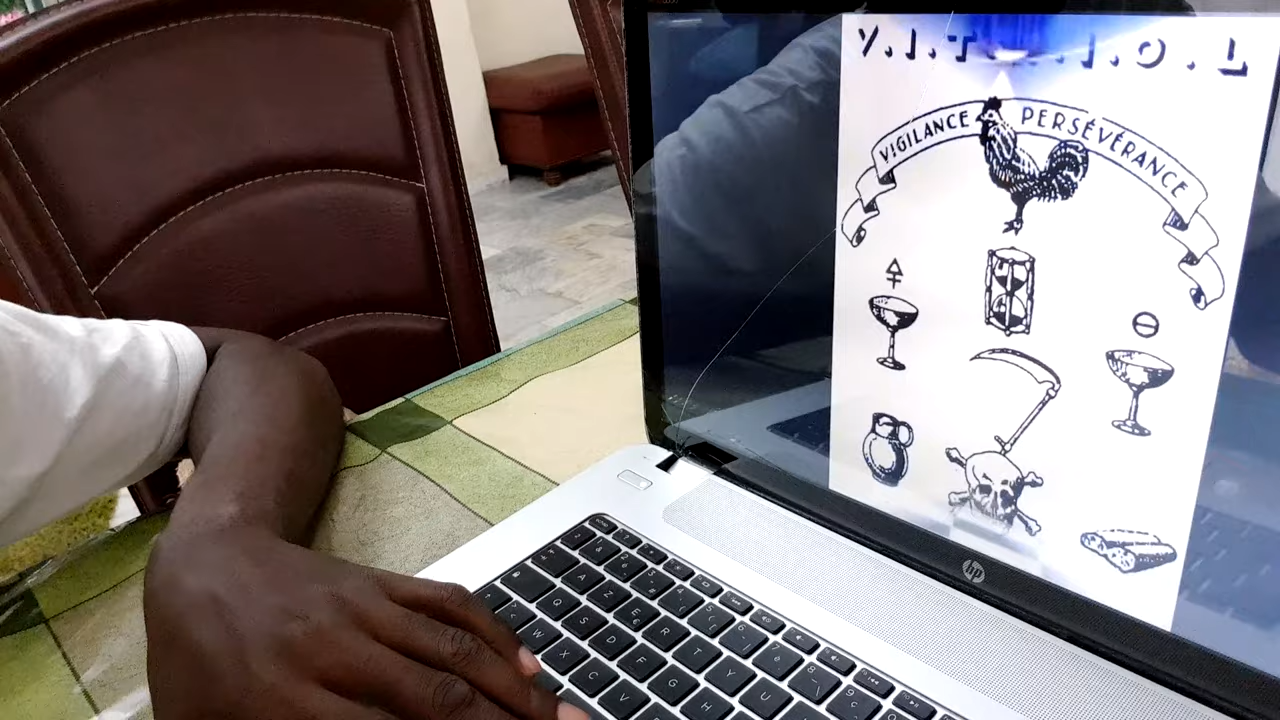 V.I.T.  .I.O.L
VIGILANCE PERSÉVÉRANCE
hp
A Z E R T Y U
Q S D F G H
W X C V